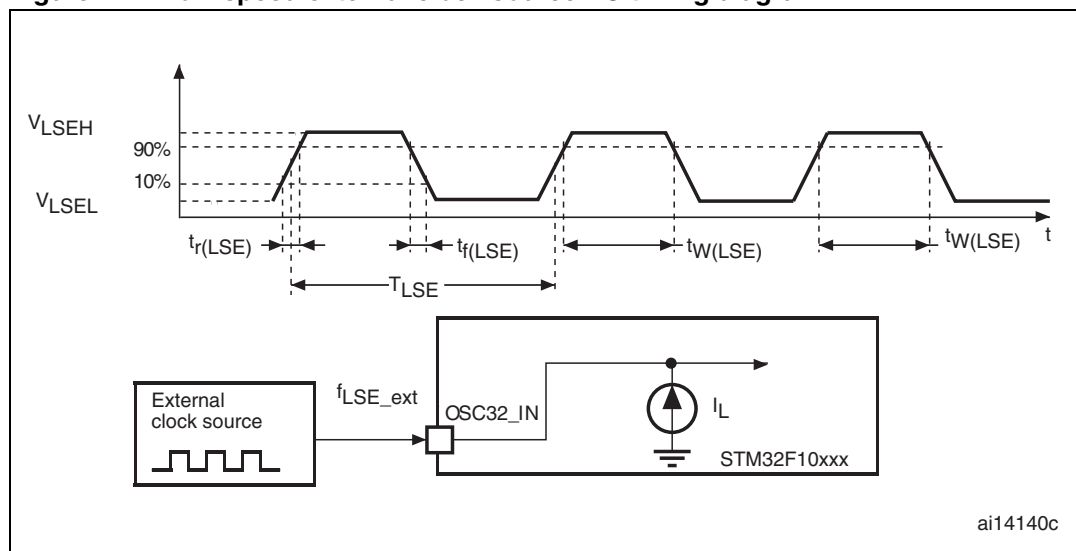 V_LSEH
90%
10%
V_LSEL
t_r(LSE)
t_f(LSE)
t_W(LSE)
t_W(LSE)
t
T_LSE
External
clock source
f_LSE_ext
OSC32_IN
I_L
STM32F10xxx
ai14140c